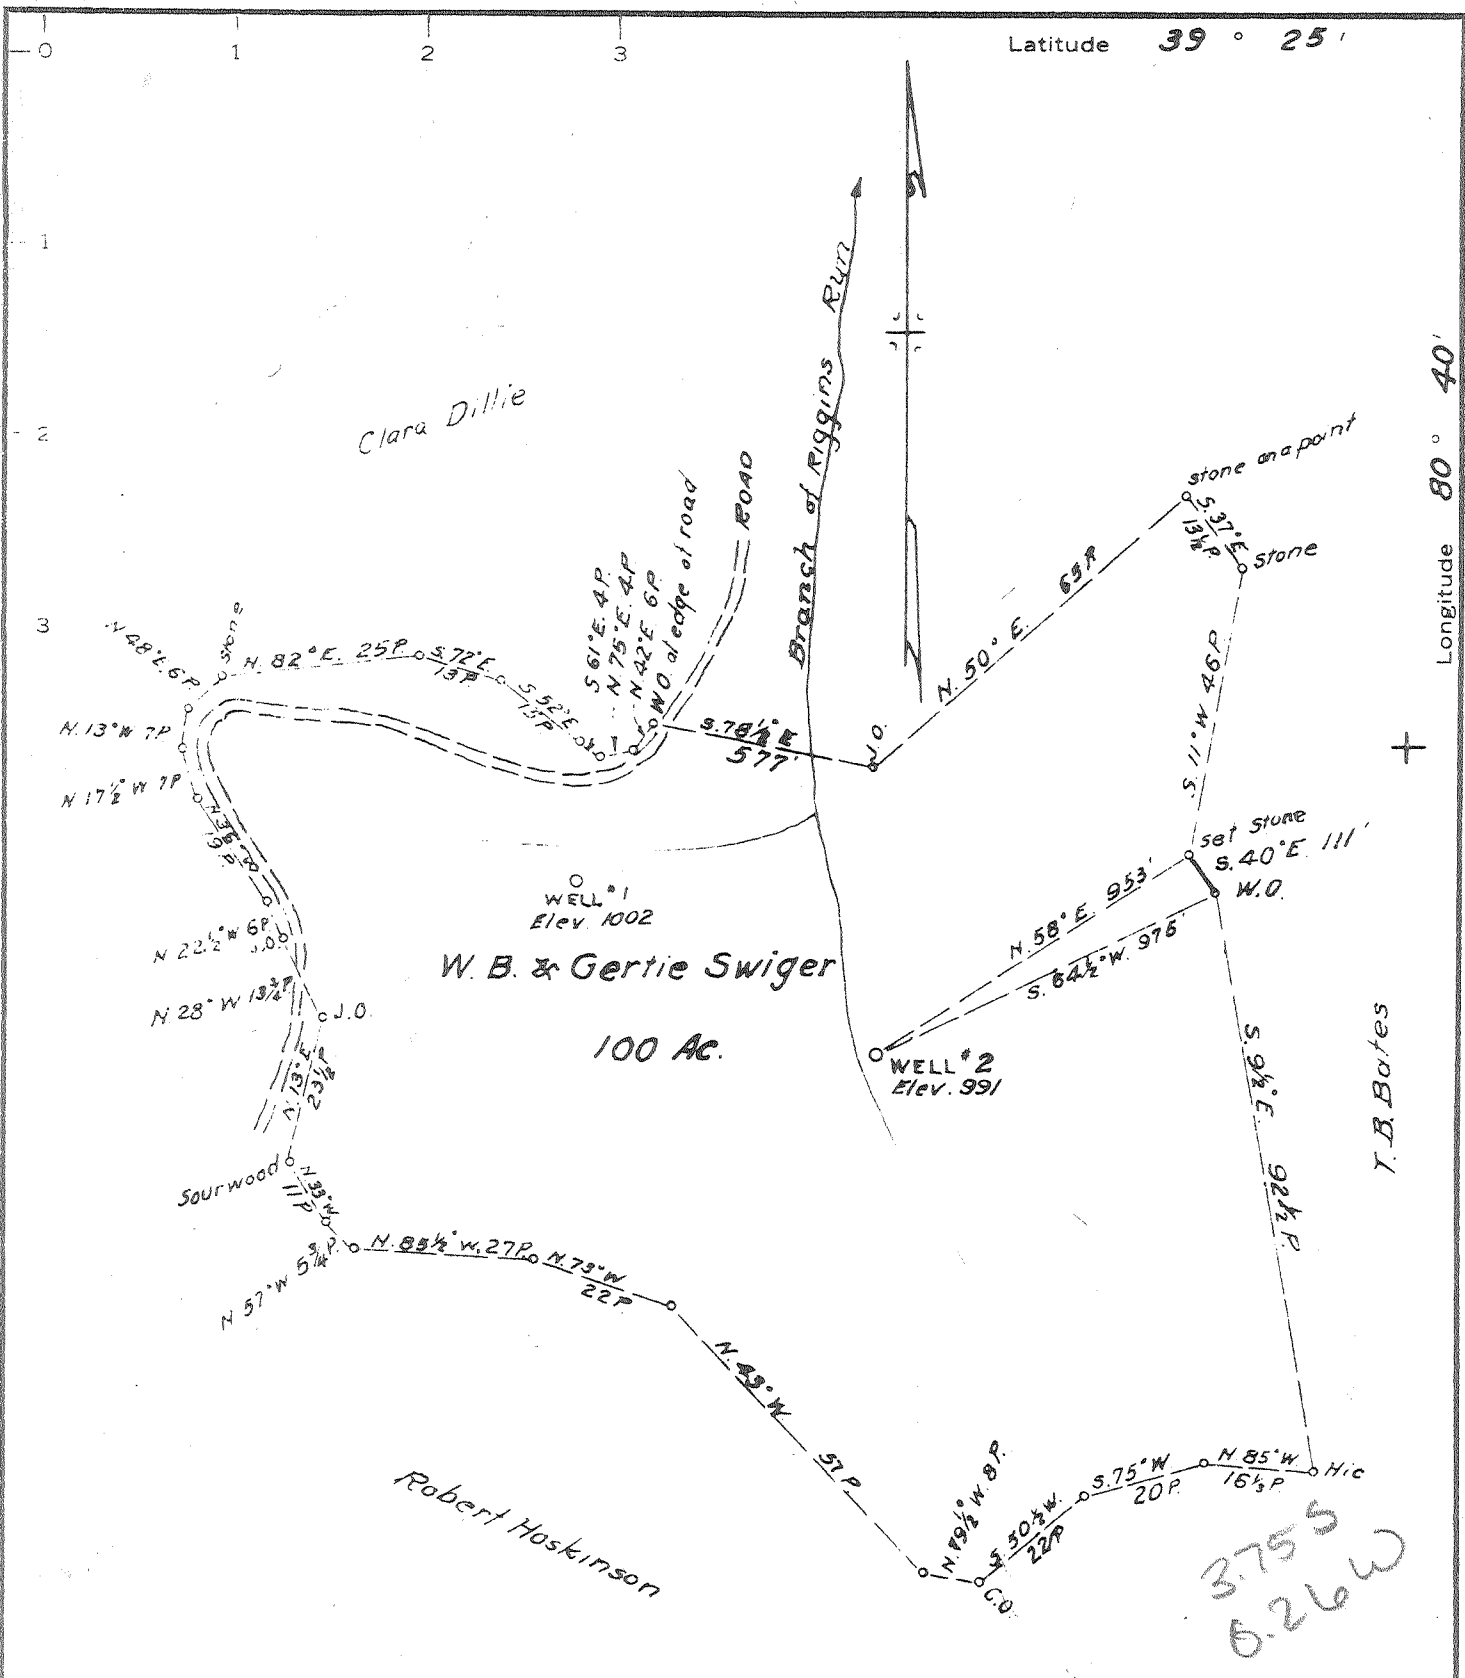 0 1 2 3
Latitude 39° 25'
1
2
3
Longitude 80° 40'
Clara Dillie
Branch of Riggins Run
ROAD
stone on a point
S. 37° E
13½ P.
Stone
N. 50° E. 65 P.
S. 11° W 46 P.
N 48° E. 6 P.
Stone
N. 82° E. 25 P.
S. 72° E
13 P.
S 52° E
15 P.
S 61° E. 4 P.
N 75° E. 4 P.
N 42° E 6 P.
W.O. at edge of road
S. 78½° E
577'
J.O.
N. 13° W 7 P
N 17½° W 7 P
19 P.
N 22½° W 6 P.
J.O.
N. 28° W 13¾ P
J.O.
N. 13° E
23½ P
Sourwood
N 33° W
11 P
N 57° W 5¾ P.
set Stone
S. 40° E. 111'
W.O.
WELL #1
Elev. 1002
W. B. & Gertie Swiger
100 Ac.
N. 58° E. 953'
S. 64½° W. 976'
WELL #2
Elev. 991
S. 9½° E. 92½ P.
T. B. Bates
N. 85½° W. 27 P.
N. 73° W
22 P
N. 43° W
57 P.
N. 79½° W. 8 P.
C.O.
S. 50½ W.
22 P
S. 75° W
20 P.
N 85° W
16⅓ P.
Hic
Robert Hoskinson
3.75 S
0.26 W